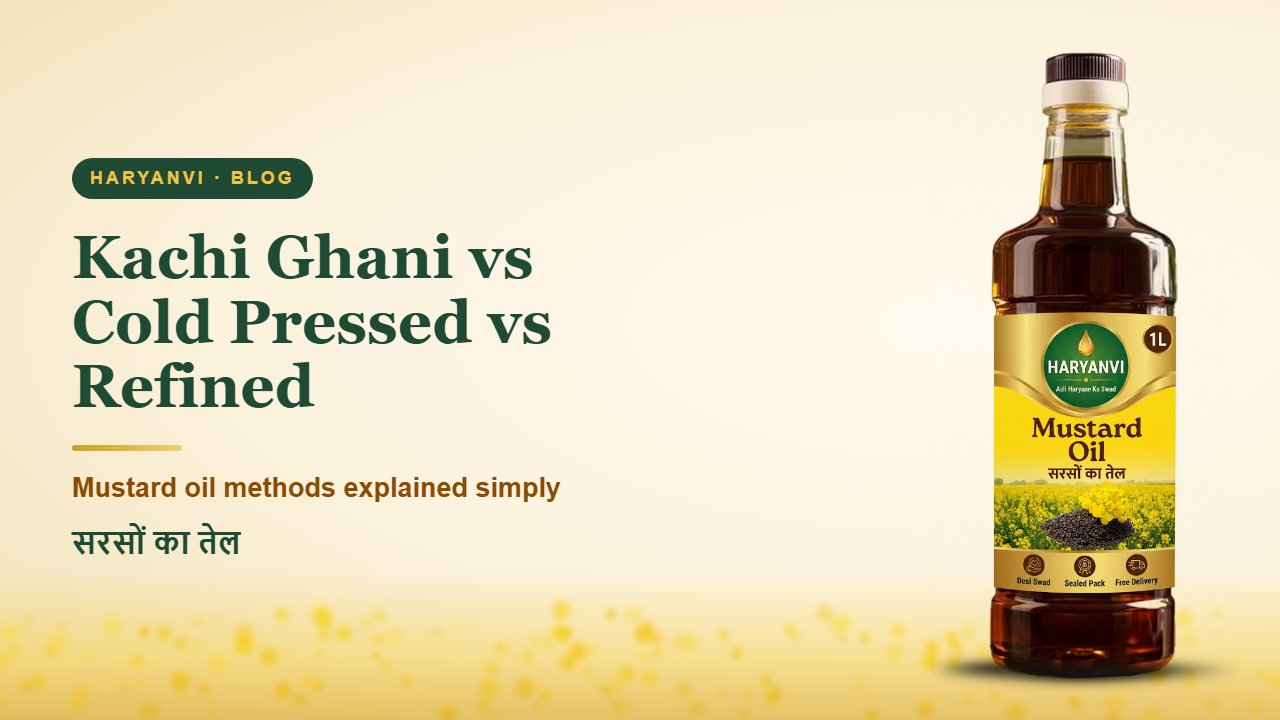 HARYANVI · BLOG
Kachi Ghani vs
Cold Pressed vs
Refined
Mustard oil methods explained simply
सरसों का तेल
1L
HARYANVI
Asli Haryane Ka Swad
Mustard
Oil
सरसों का तेल
Desi Swad
Sealed Pack
Free Delivery